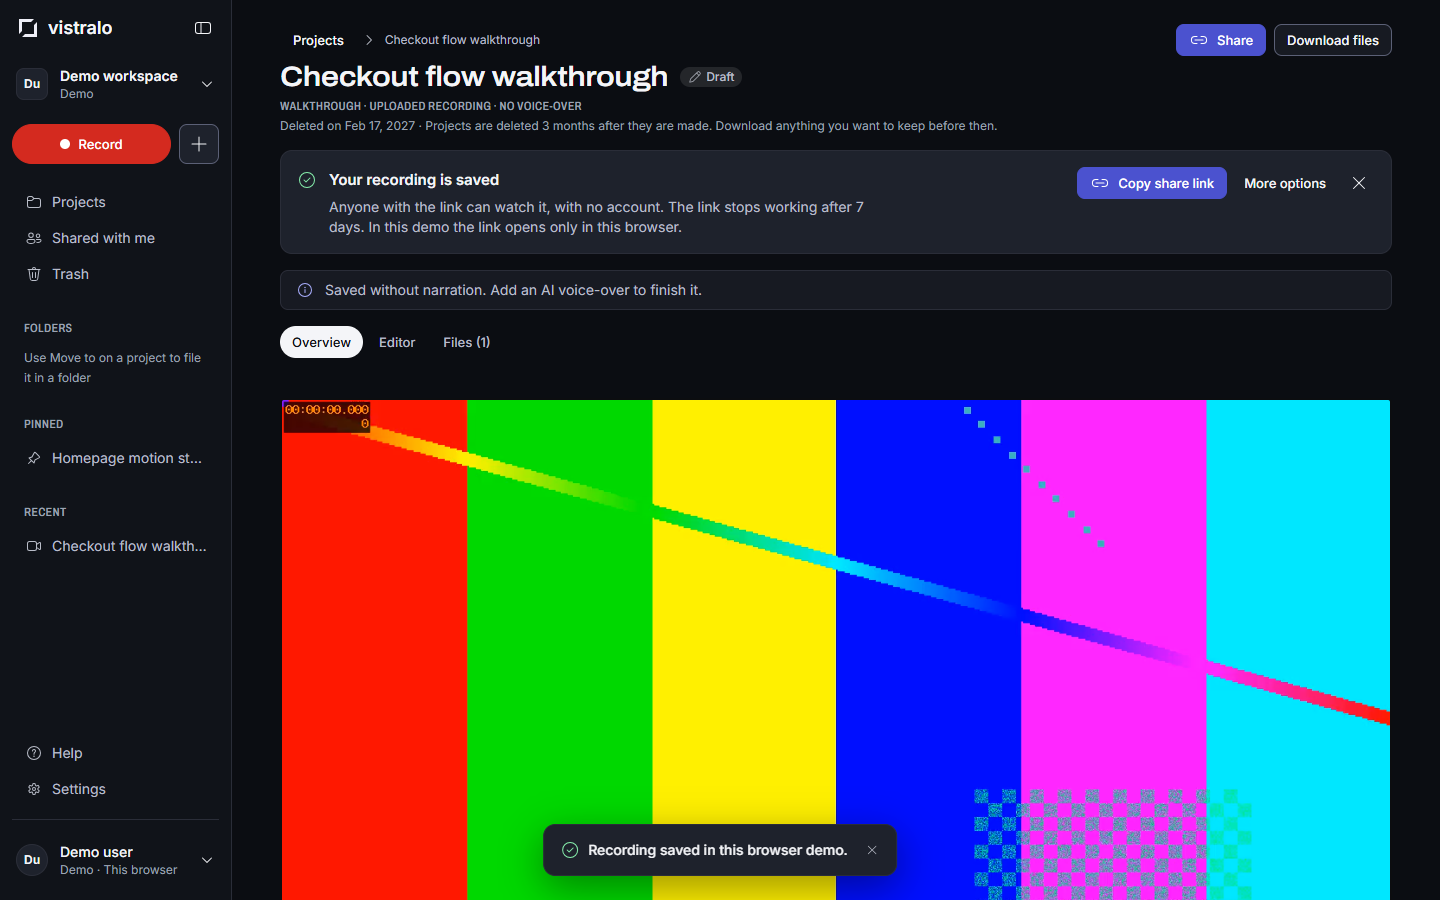 vistralo
Du
Demo workspace
Demo
Record
Projects
Shared with me
Trash
FOLDERS
Use Move to on a project to file
it in a folder
PINNED
Homepage motion st...
RECENT
Checkout flow walkth...
Help
Settings
Du
Demo user
Demo · This browser
Projects
Checkout flow walkthrough
Share
Download files
Checkout flow walkthrough
Draft
WALKTHROUGH · UPLOADED RECORDING · NO VOICE-OVER
Deleted on Feb 17, 2027 · Projects are deleted 3 months after they are made. Download anything you want to keep before then.
Your recording is saved
Anyone with the link can watch it, with no account. The link stops working after 7
days. In this demo the link opens only in this browser.
Copy share link
More options
Saved without narration. Add an AI voice-over to finish it.
Overview
Editor
Files (1)
00:00:00.000
0
Recording saved in this browser demo.